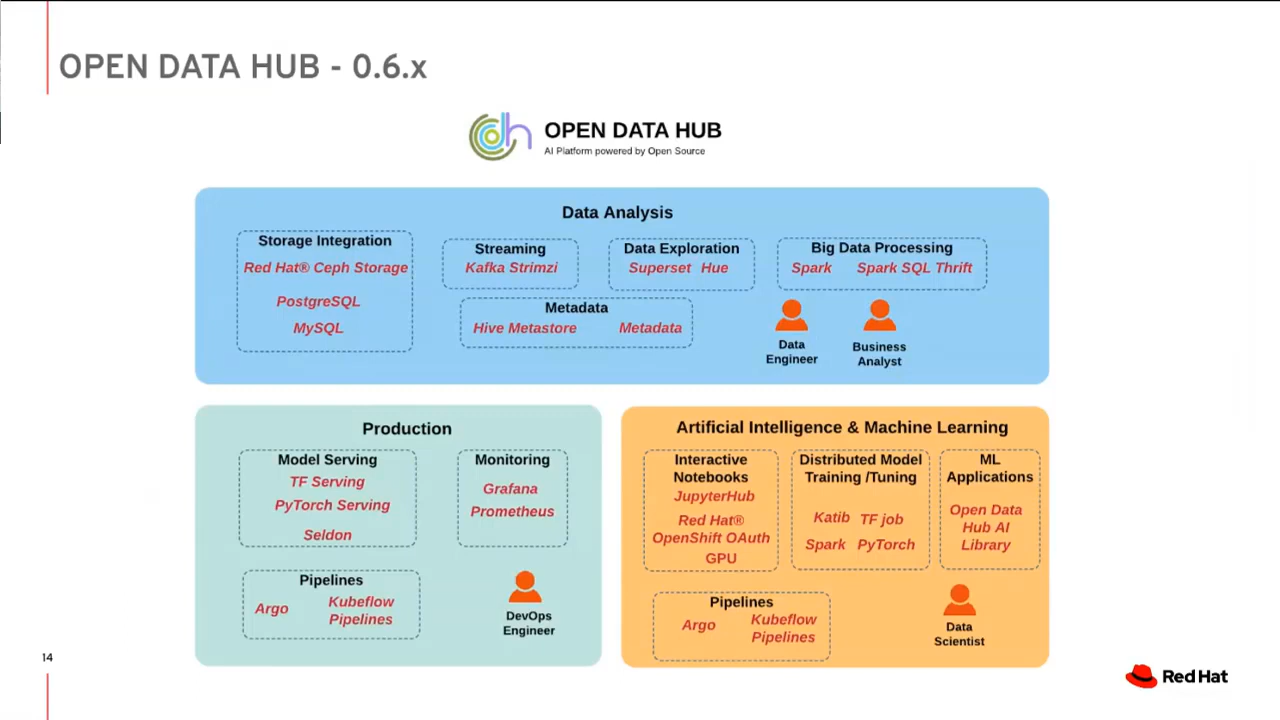 OPEN DATA HUB - 0.6.x
OPEN DATA HUB
AI Platform powered by Open Source
Data Analysis
Storage Integration
Red Hat® Ceph Storage
PostgreSQL
MySQL
Streaming
Kafka Strimzi
Data Exploration
Superset Hue
Big Data Processing
Spark Spark SQL Thrift
Metadata
Hive Metastore Metadata
Data
Engineer
Business
Analyst
Production
Model Serving
TF Serving
PyTorch Serving
Seldon
Monitoring
Grafana
Prometheus
Pipelines
Argo
Kubeflow
Pipelines
DevOps
Engineer
Artificial Intelligence & Machine Learning
Interactive
Notebooks
JupyterHub
Red Hat®
OpenShift OAuth
GPU
Distributed Model
Training /Tuning
Katib TF job
Spark PyTorch
ML
Applications
Open Data
Hub AI
Library
Pipelines
Argo
Kubeflow
Pipelines
Data
Scientist
14
Red Hat